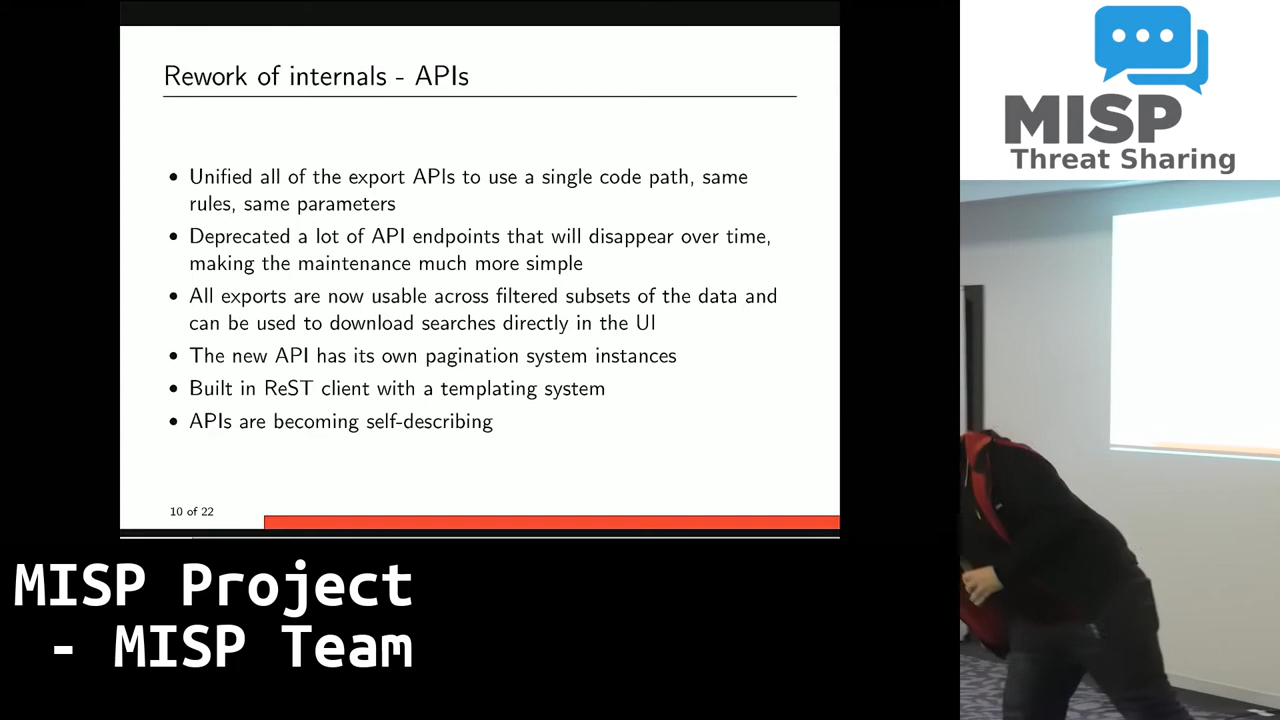 Rework of internals - APIs
• Unified all of the export APIs to use a single code path, same
rules, same parameters
• Deprecated a lot of API endpoints that will disappear over time,
making the maintenance much more simple
• All exports are now usable across filtered subsets of the data and
can be used to download searches directly in the UI
• The new API has its own pagination system instances
• Built in ReST client with a templating system
• APIs are becoming self-describing
10 of 22
MISP
Threat Sharing
MISP Project
- MISP Team